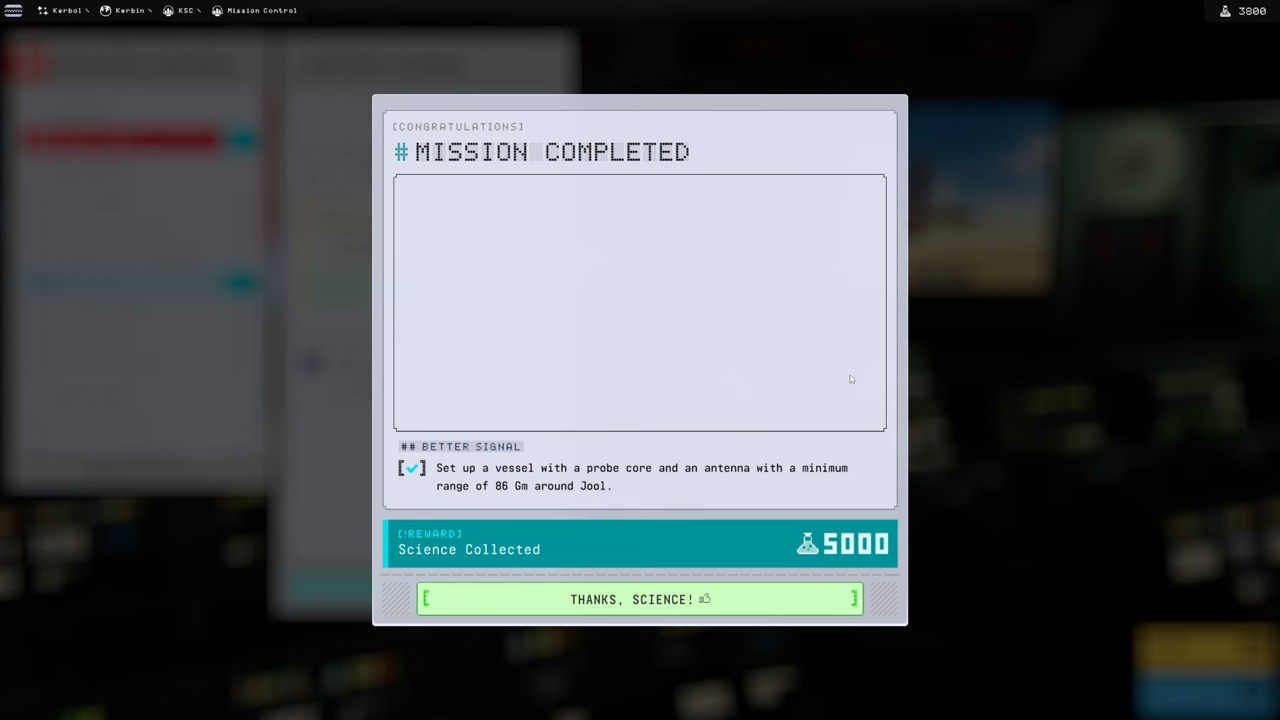 Kerbol \ Kerbin \ KSC \ Mission Control
3800
[CONGRATULATIONS]
# MISSION COMPLETED
## BETTER SIGNAL
[✓] Set up a vessel with a probe core and an antenna with a minimum
range of 86 Gm around Jool.
[!REWARD]
Science Collected
5000
[ THANKS, SCIENCE! ]